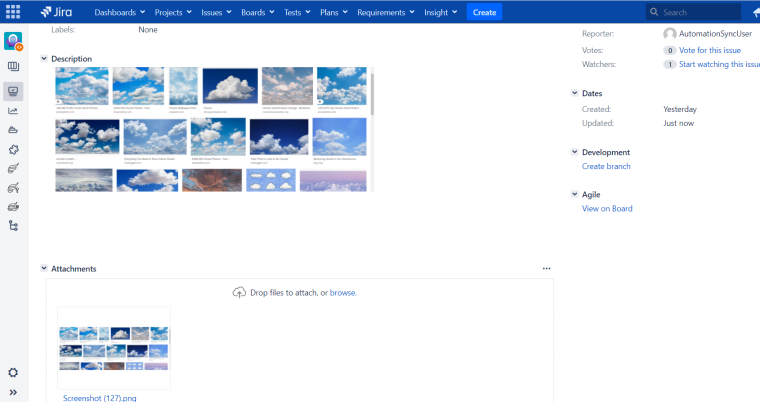 Jira Dashboards Projects Issues Boards Tests Plans Requirements Insight Create Search
Labels: None
Reporter: AutomationSyncUser
Votes: 0 Vote for this issue
Watchers: 1 Start watching this issue
Description
Dates
Created: Yesterday
Updated: Just now
Development
Create branch
Agile
View on Board
Attachments
Drop files to attach, or browse.
Screenshot (127).png